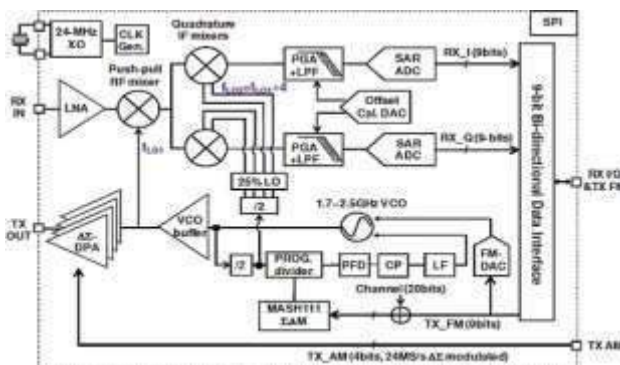 Quadrature
IF mixers
SPI
24-MHz
XO
CLK
Gen.
Push-pull
RF mixer
RX_I(9bits)
PGA
+LPF
SAR
ADC
RX
IN
LNA
Offset
Cal. DAC
fLO1
PGA
+LPF
SAR
ADC
RX_Q(9-bits)
9-bit Bi-directional Data Interface
25% LO
/2
RX I/Q
TX
OUT
ΔΣ-
DPA
VCO
buffer
1.7~2.5GHz VCO
/2
PROG.
divider
PFD
CP
LF
FM-
DAC
Channel(20bits)
MASH111
ΣΔM
TX_FM(9bits)
TX_AM (4bits, 24MS/s ΔΣ modulated)